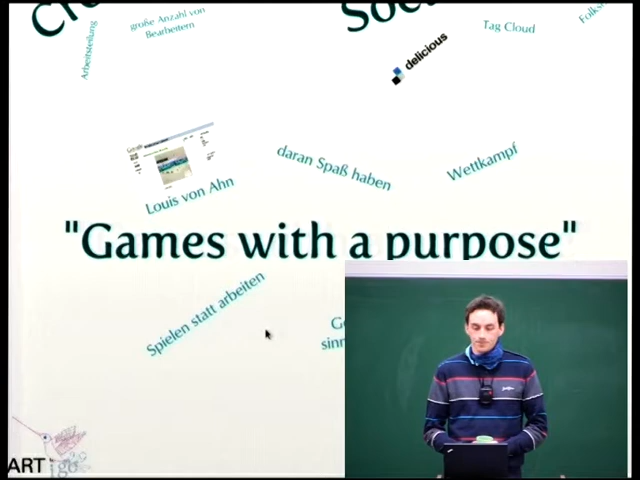 große Anzahl von
Bearbeitern
Arbeitsteilung
Tag Cloud
delicious
daran Spaß haben
Wettkampf
Louis von Ahn
"Games with a purpose"
Spielen statt arbeiten
ART